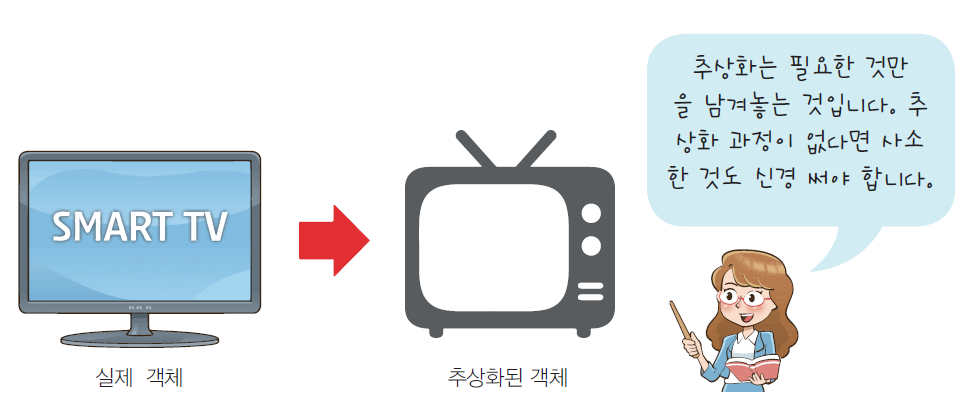 추상화는 필요한 것만
을 남겨놓는 것입니다. 추
상화 과정이 없다면 사소
한 것도 신경 써야 합니다.
SMART TV
실제 객체
추상화된 객체